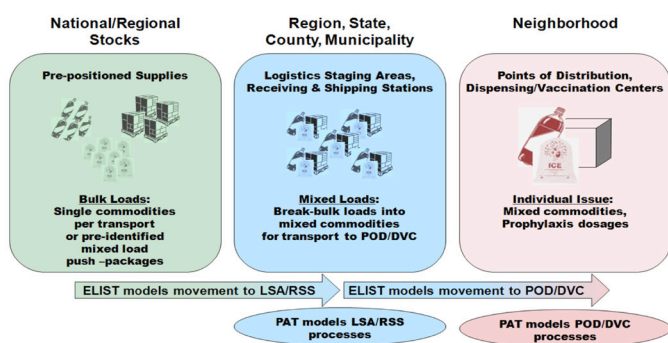 National/Regional
Stocks
Region, State,
County, Municipality
Neighborhood
Pre-positioned Supplies
Bulk Loads:
Single commodities
per transport
or pre-identified
mixed load
push –packages
Logistics Staging Areas,
Receiving & Shipping Stations
Mixed Loads:
Break-bulk loads into
mixed commodities
for transport to POD/DVC
Points of Distribution,
Dispensing/Vaccination Centers
ICE
Individual Issue:
Mixed commodities,
Prophylaxis dosages
ELIST models movement to LSA/RSS
ELIST models movement to POD/DVC
PAT models LSA/RSS
processes
PAT models POD/DVC
processes